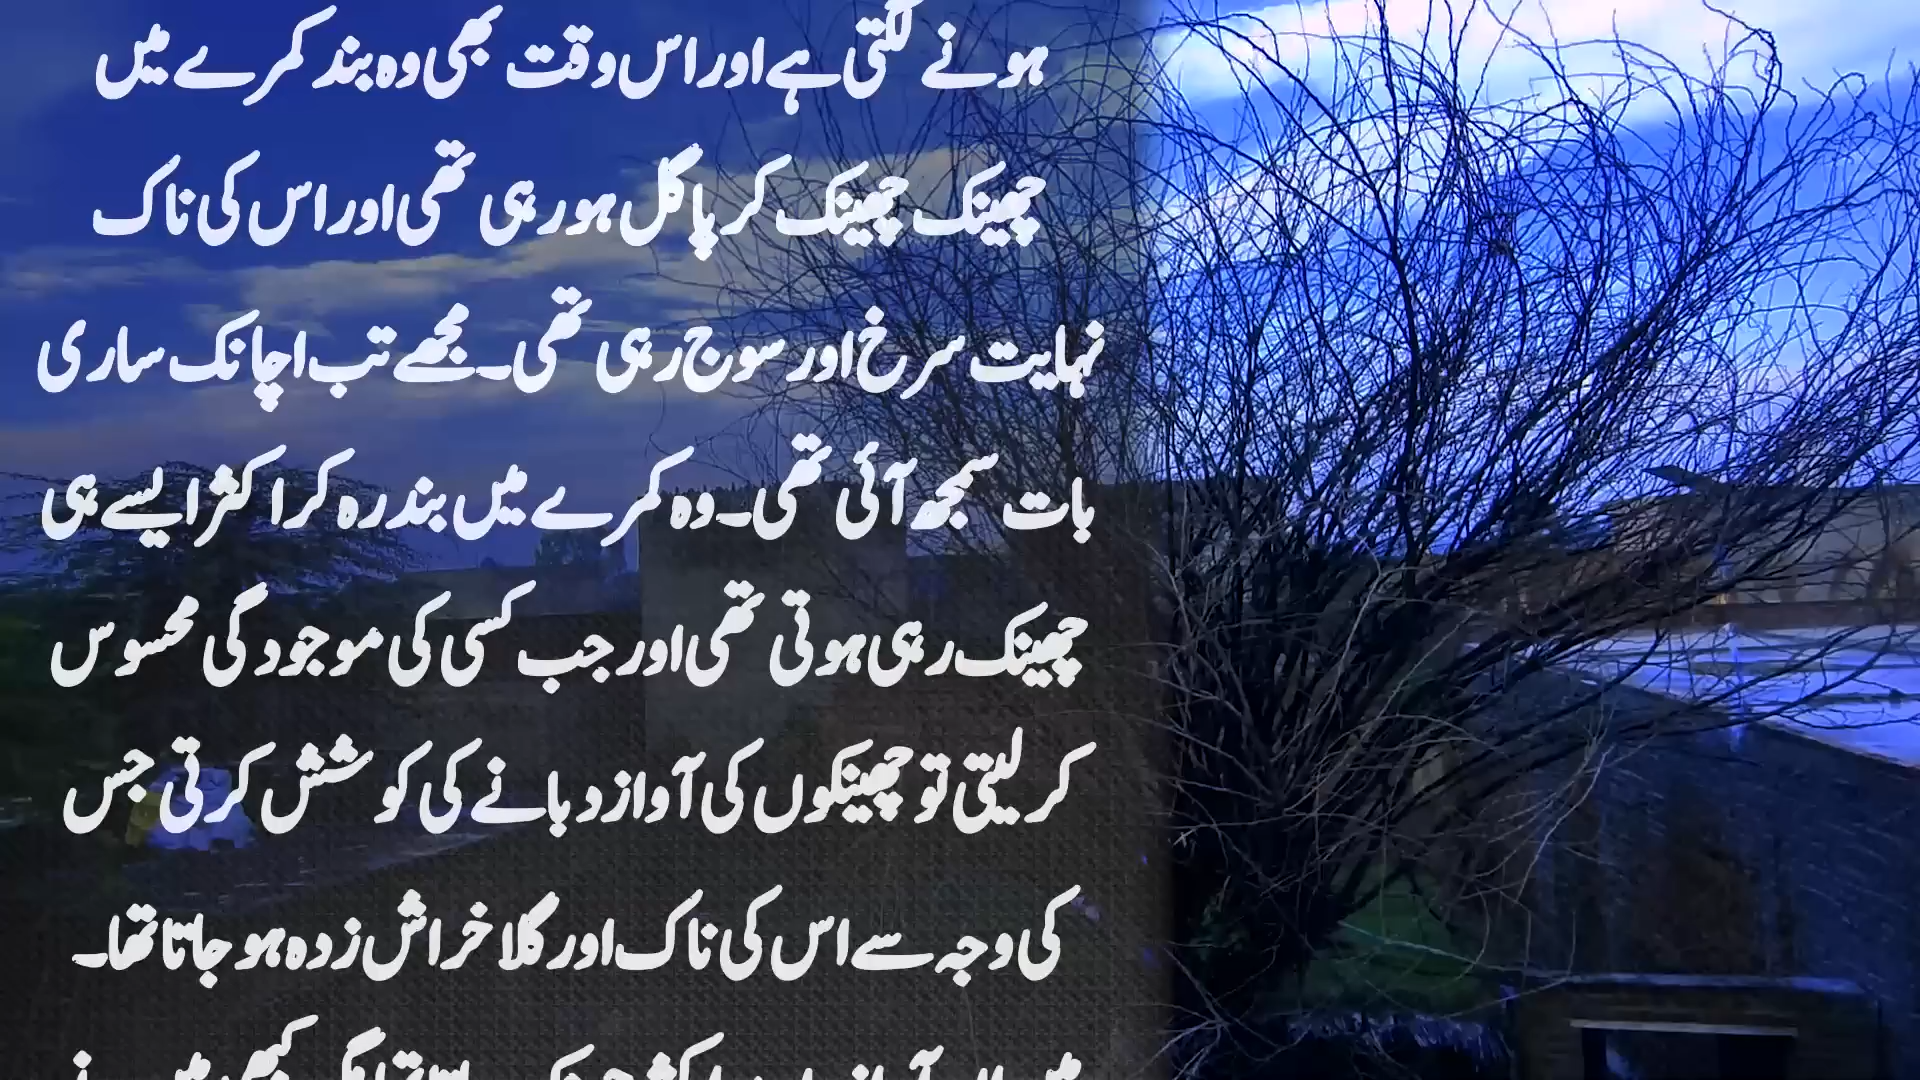 ہونے لگتی ہے اور اس وقت بھی وہ بند کمرے میں
چھینک چھینک کر پاگل ہو رہی تھی اور اس کی ناک
نہایت سرخ اور سوج رہی تھی۔ مجھے تب اچانک ساری
بات سمجھ آئی تھی۔ وہ کمرے میں بند رہ کر اکثر ایسے ہی
چھینک رہی ہوتی تھی اور جب کسی کی موجودگی محسوس
کر لیتی تو چھینکوں کی آواز دبانے کی کوشش کرتی جس
کی وجہ سے اس کی ناک اور گلا خراش زدہ ہو جاتا تھا۔